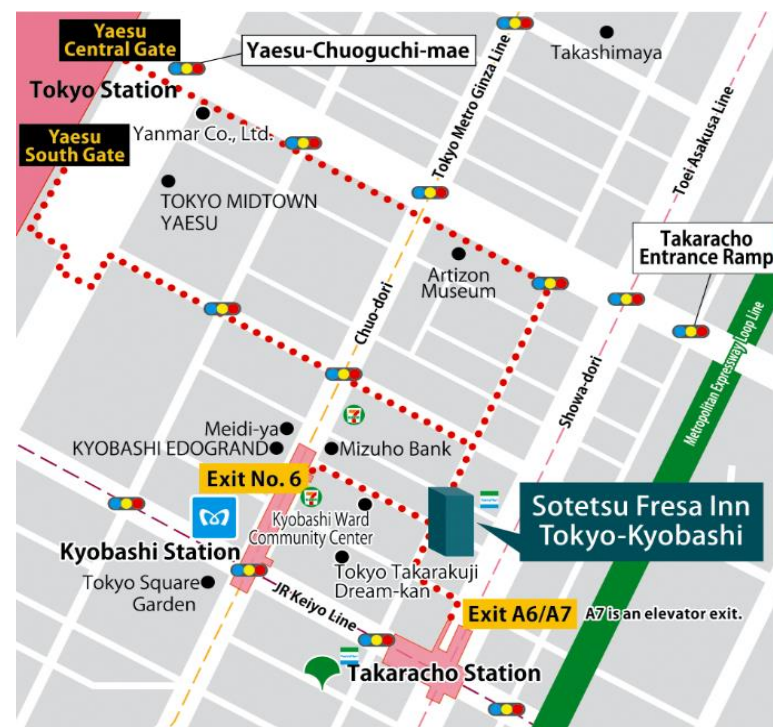 Yaesu
Central Gate
Yaesu-Chuoguchi-mae
Takashimaya
Tokyo Station
Tokyo Metro Ginza Line
Toei Asakusa Line
Yanmar Co., Ltd.
Yaesu
South Gate
TOKYO MIDTOWN
YAESU
Takaracho
Entrance Ramp
Artizon
Museum
Chuo-dori
Showa-dori
Metropolitan Expressway Loop Line
7
Meidi-ya
KYOBASHI EDOGRAND
Mizuho Bank
Exit No. 6
7
Kyobashi Ward
Community Center
Sotetsu Fresa Inn
Tokyo-Kyobashi
Kyobashi Station
Tokyo Takarakuji
Dream-kan
Tokyo Square
Garden
JR Keiyo Line
Exit A6/A7
A7 is an elevator exit.
Takaracho Station